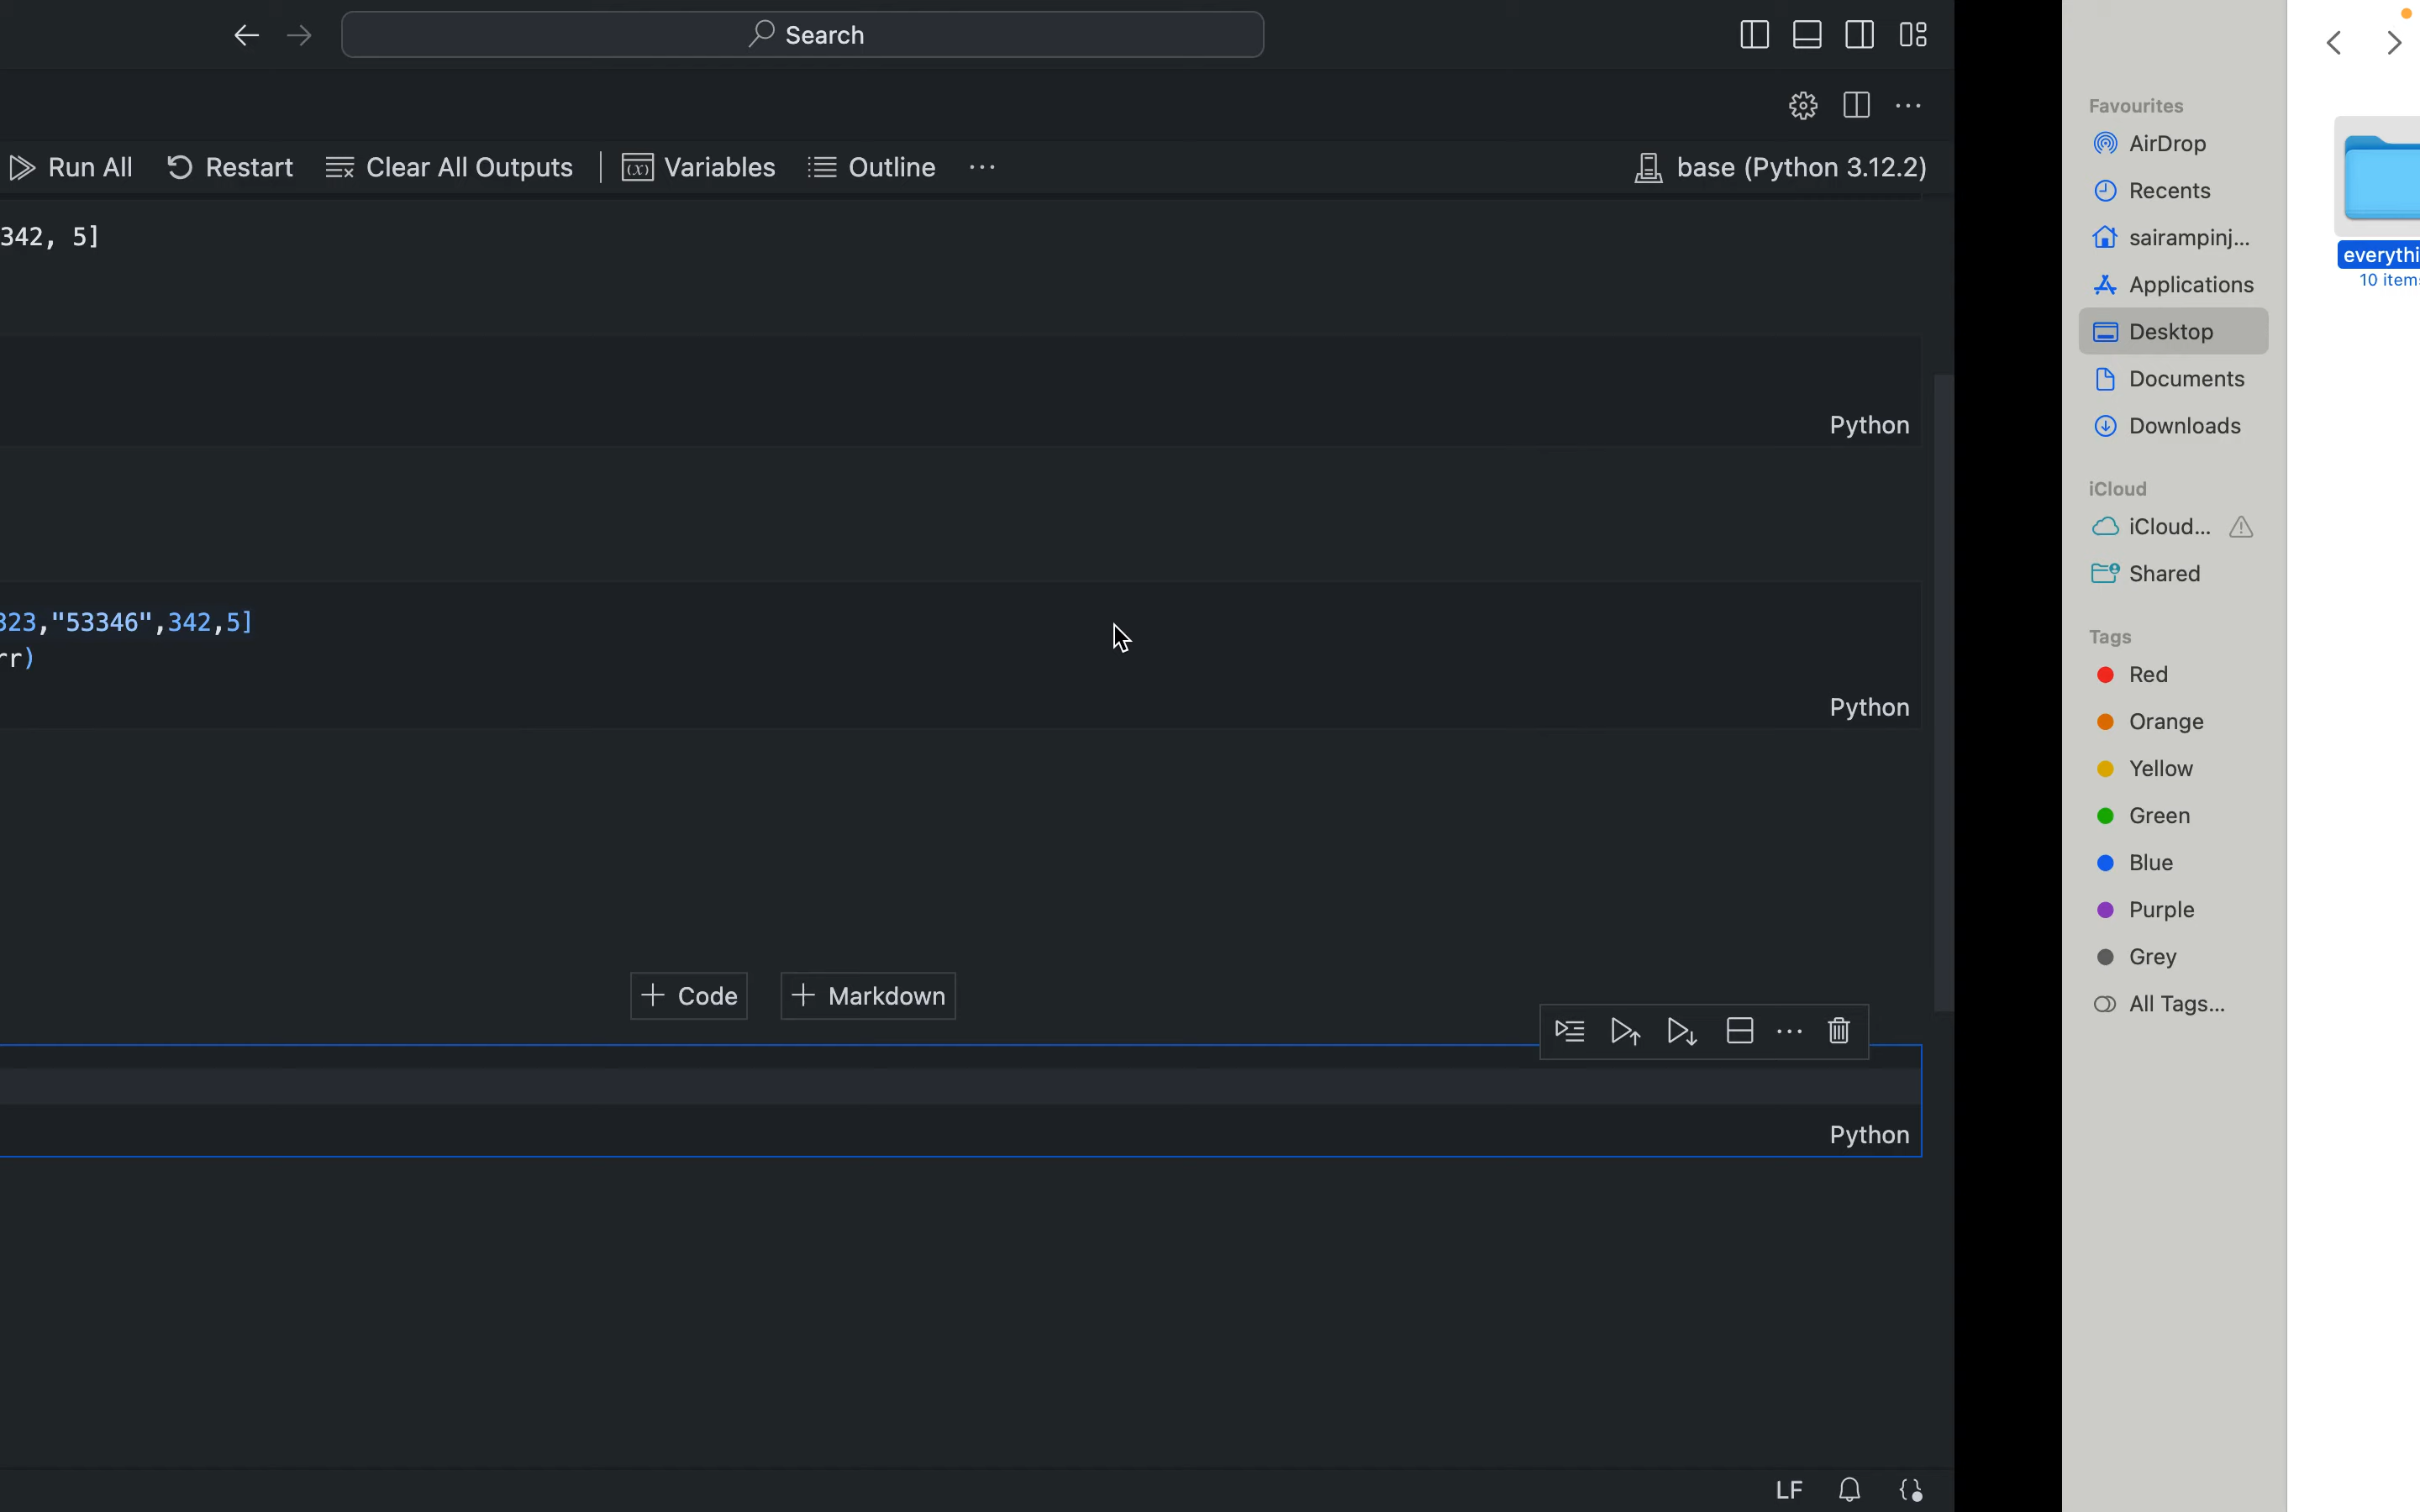 Search
Run All Restart Clear All Outputs Variables Outline ... base (Python 3.12.2)
342, 5]
Python
323,"53346",342,5]
rr)
Python
+ Code + Markdown
Python
LF
Favourites
AirDrop
Recents
sairampinj...
Applications
Desktop
Documents
Downloads
iCloud
iCloud...
Shared
Tags
Red
Orange
Yellow
Green
Blue
Purple
Grey
All Tags...
everythi
10 item